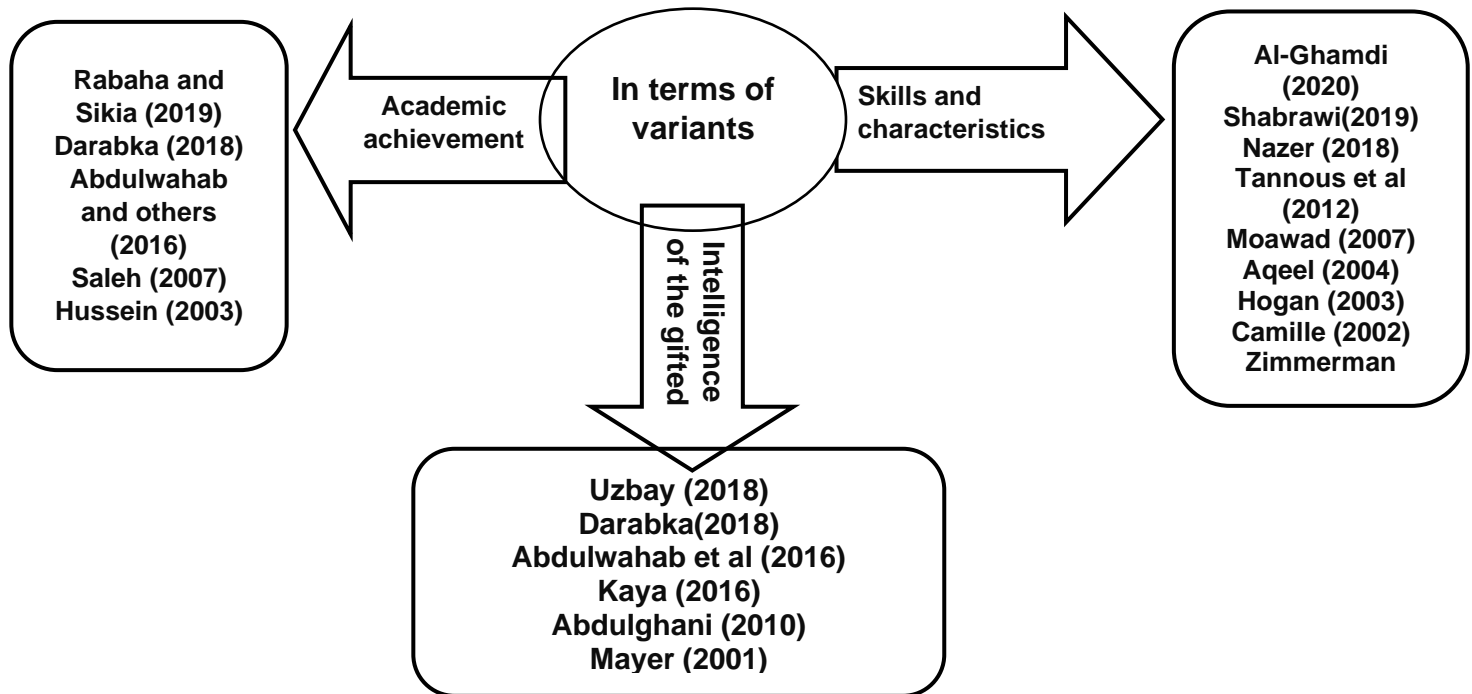 Rabaha and
Sikia (2019)
Darabka (2018)
Abdulwahab
and others
(2016)
Saleh (2007)
Hussein (2003)
Academic
achievement
In terms of
variants
Skills and
characteristics
Al-Ghamdi
(2020)
Shabrawi(2019)
Nazer (2018)
Tannous et al
(2012)
Moawad (2007)
Aqeel (2004)
Hogan (2003)
Camille (2002)
Zimmerman
Intelligence
of the gifted
Uzbay (2018)
Darabka(2018)
Abdulwahab et al (2016)
Kaya (2016)
Abdulghani (2010)
Mayer (2001)